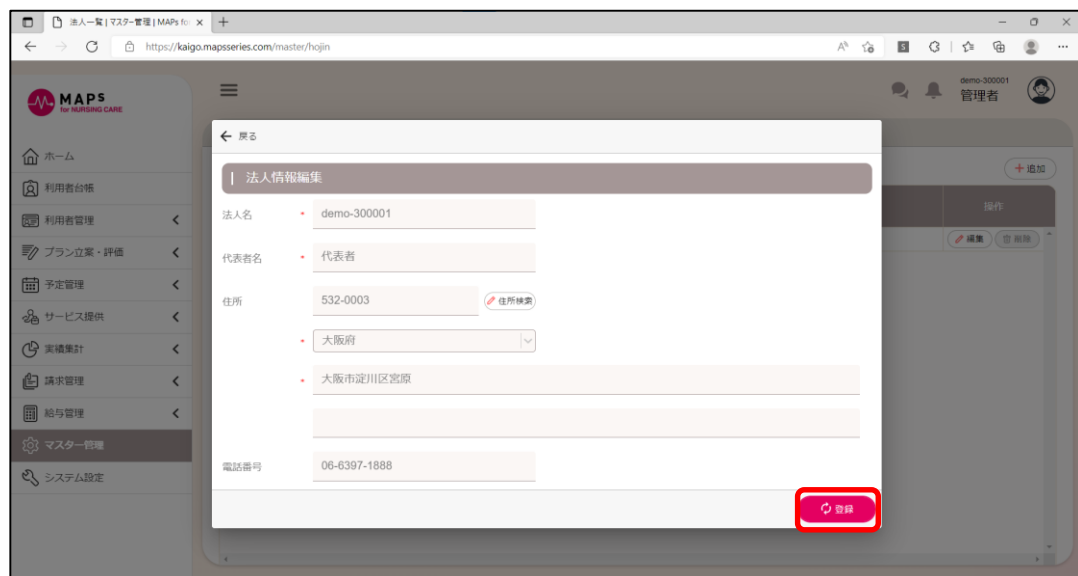 法人一覧 | マスター管理 | MAPs fo
https://kaigo.mapsseries.com/master/hojin
MAPS
for NURSING CARE
demo-300001
管理者
ホーム
利用者台帳
利用者管理
プラン立案・評価
予定管理
サービス提供
実績集計
請求管理
給与管理
マスター管理
システム設定
戻る
法人情報編集
法人名 * demo-300001
代表者名 * 代表者
住所 532-0003 住所検索
* 大阪府
* 大阪市淀川区宮原
電話番号 06-6397-1888
登録
+ 追加
操作
編集 削除